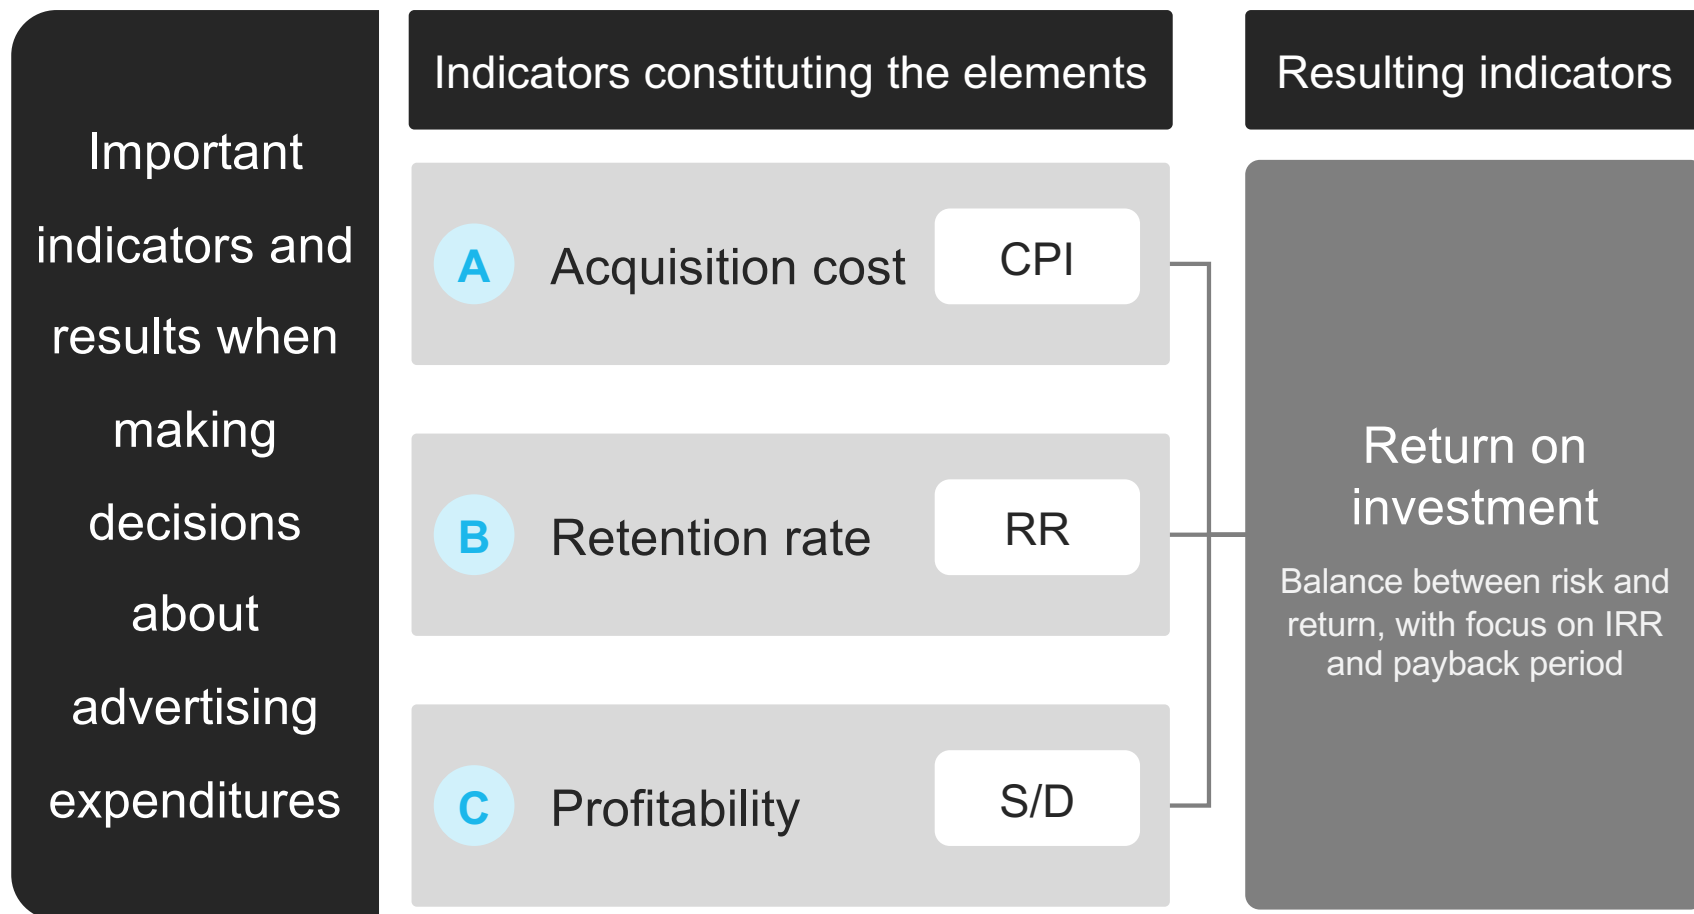 Important
indicators and
results when
making
decisions
about
advertising
expenditures
Indicators constituting the elements
A Acquisition cost CPI
B Retention rate RR
C Profitability S/D
Resulting indicators
Return on
investment
Balance between risk and
return, with focus on IRR
and payback period